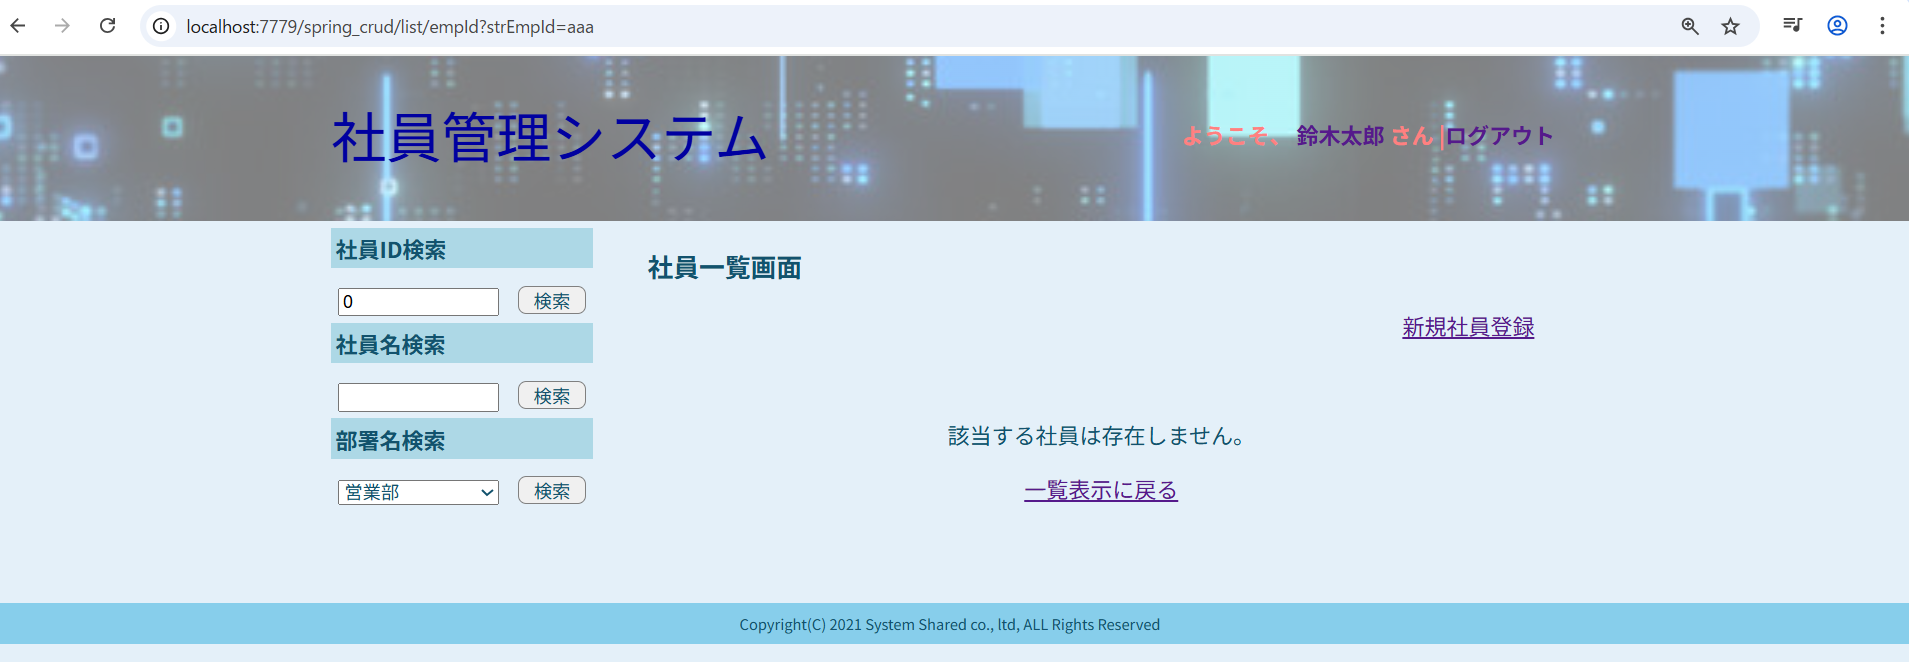 localhost:7779/spring_crud/list/empId?strEmpId=aaa
社員管理システム
ようこそ、 鈴木太郎 さん |ログアウト
社員ID検索
0 検索
社員名検索
検索
部署名検索
営業部 検索
社員一覧画面
新規社員登録
該当する社員は存在しません。
一覧表示に戻る
Copyright(C) 2021 System Shared co., ltd, ALL Rights Reserved